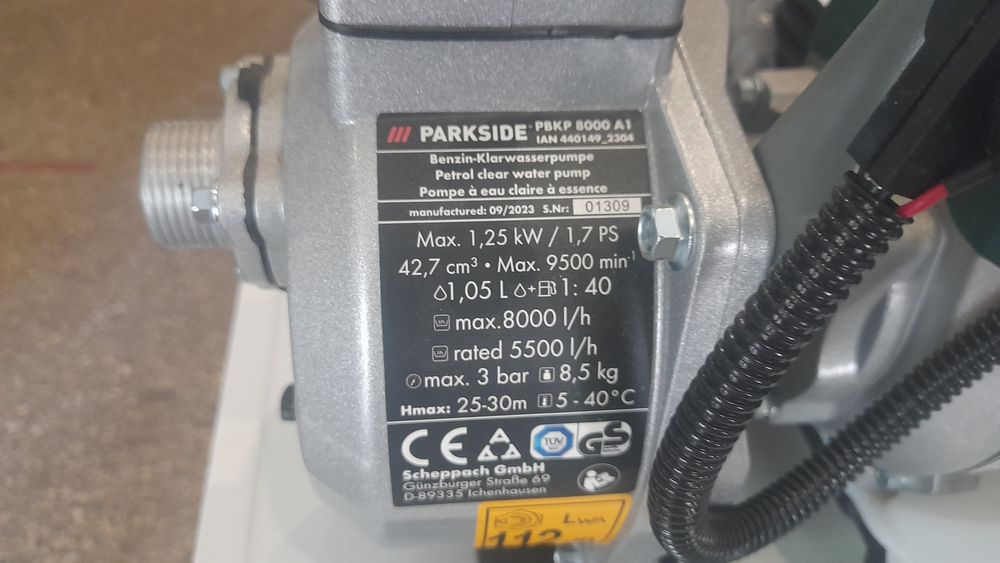 PARKSIDE PBKP 8000 A1
IAN 440149_2304
Benzin-Klarwasserpumpe
Petrol clear water pump
Pompe à eau claire à essence
manufactured: 09/2023 S.Nr: 01309
Max. 1,25 kW / 1,7 PS
42,7 cm³ • Max. 9500 min⁻¹
1,05 L + 1: 40
max.8000 l/h
rated 5500 l/h
max. 3 bar 8,5 kg
Hmax: 25-30m 5 - 40°C
CE TÜV GS
Scheppach GmbH
Günzburger Straße 69
D-89335 Ichenhausen
LWA
112